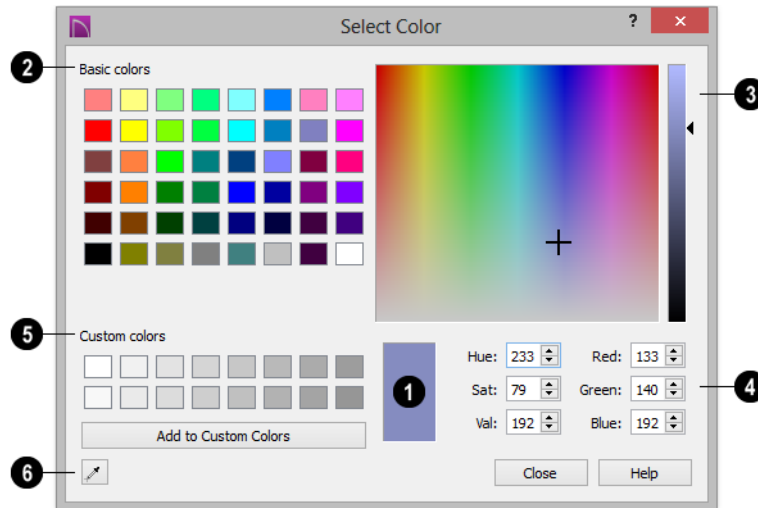 Select Color
?
×
2
Basic colors
3
5
Custom colors
1
Hue: 233
Red: 133
Sat: 79
Green: 140
4
Val: 192
Blue: 192
Add to Custom Colors
6
Close
Help